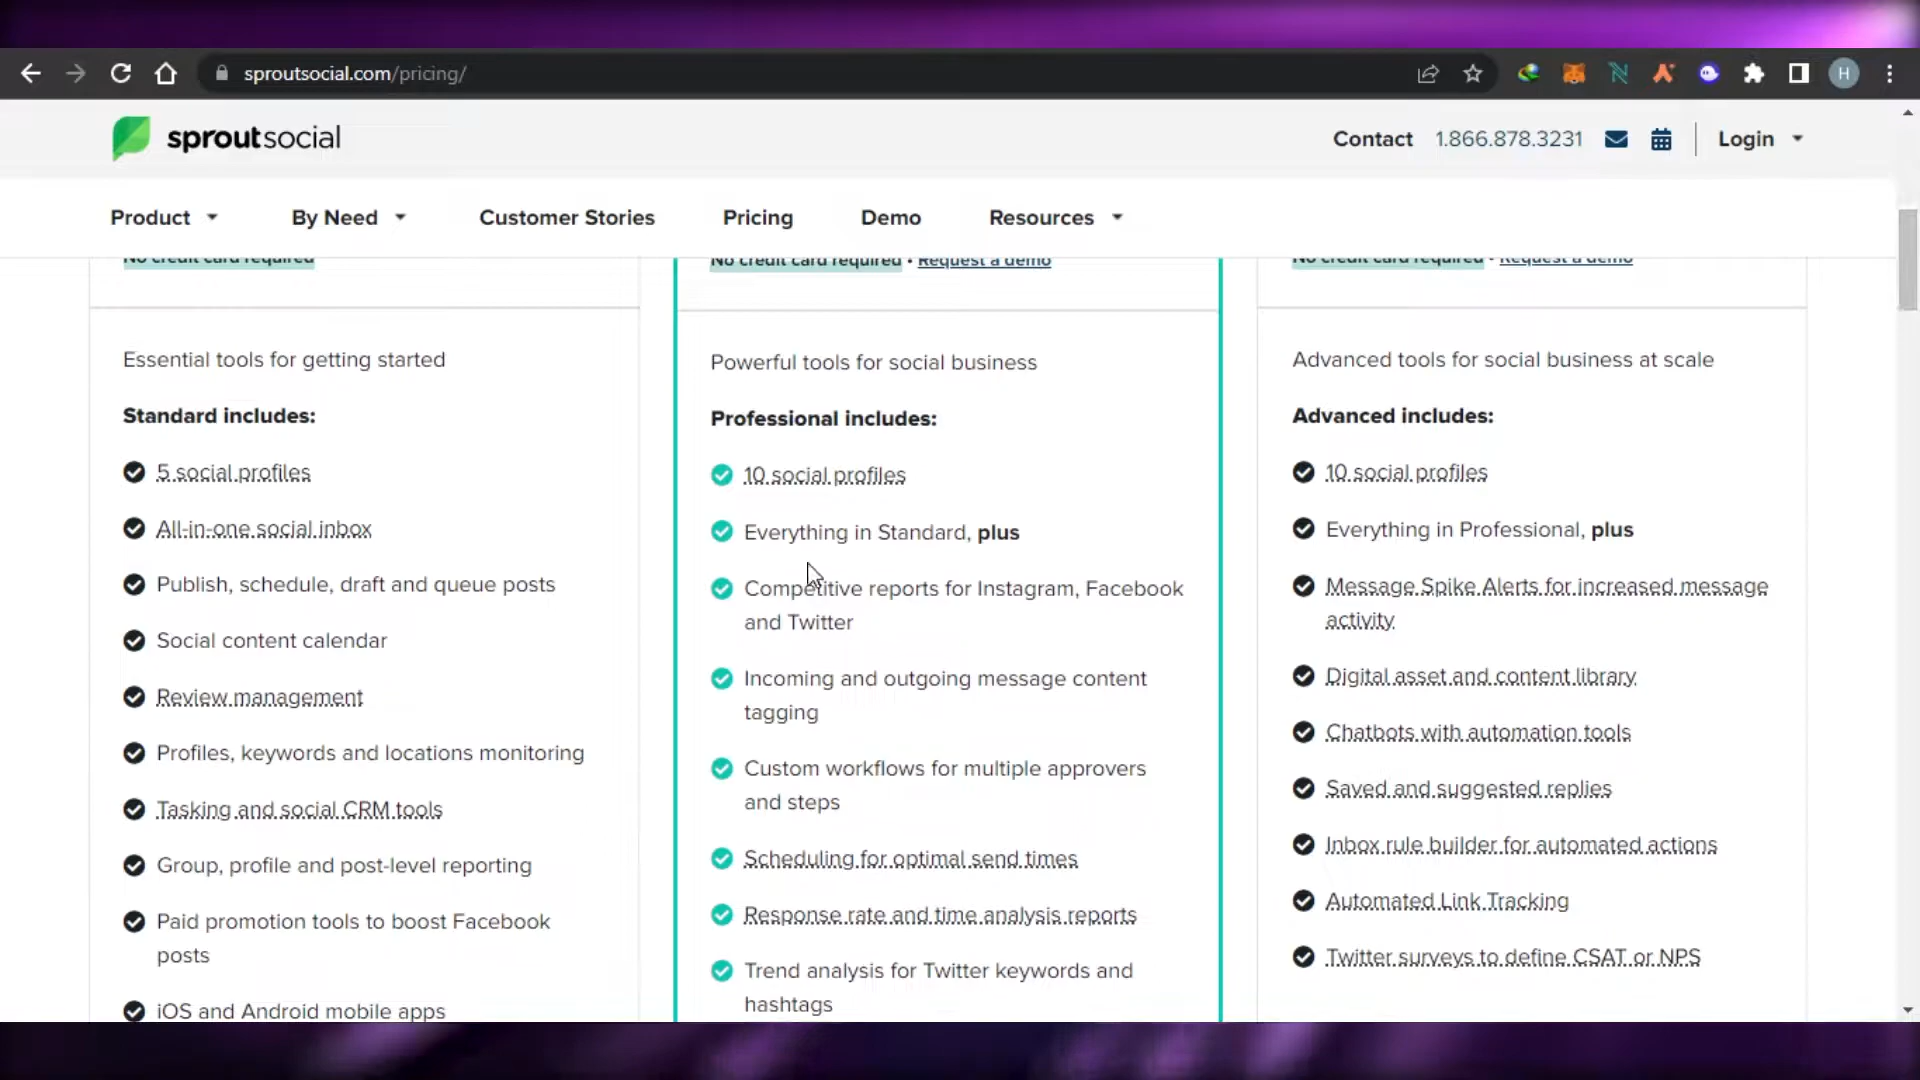 sproutsocial.com/pricing/
H
sproutsocial
Contact 1.866.878.3231 Login
Product By Need Customer Stories Pricing Demo Resources
No credit card required
No credit card required • Request a demo
No credit card required • Request a demo
Essential tools for getting started
Standard includes:
5 social profiles
All-in-one social inbox
Publish, schedule, draft and queue posts
Social content calendar
Review management
Profiles, keywords and locations monitoring
Tasking and social CRM tools
Group, profile and post-level reporting
Paid promotion tools to boost Facebook
posts
iOS and Android mobile apps
Powerful tools for social business
Professional includes:
10 social profiles
Everything in Standard, plus
Competitive reports for Instagram, Facebook
and Twitter
Incoming and outgoing message content
tagging
Custom workflows for multiple approvers
and steps
Scheduling for optimal send times
Response rate and time analysis reports
Trend analysis for Twitter keywords and
hashtags
Advanced tools for social business at scale
Advanced includes:
10 social profiles
Everything in Professional, plus
Message Spike Alerts for increased message
activity
Digital asset and content library
Chatbots with automation tools
Saved and suggested replies
Inbox rule builder for automated actions
Automated Link Tracking
Twitter surveys to define CSAT or NPS